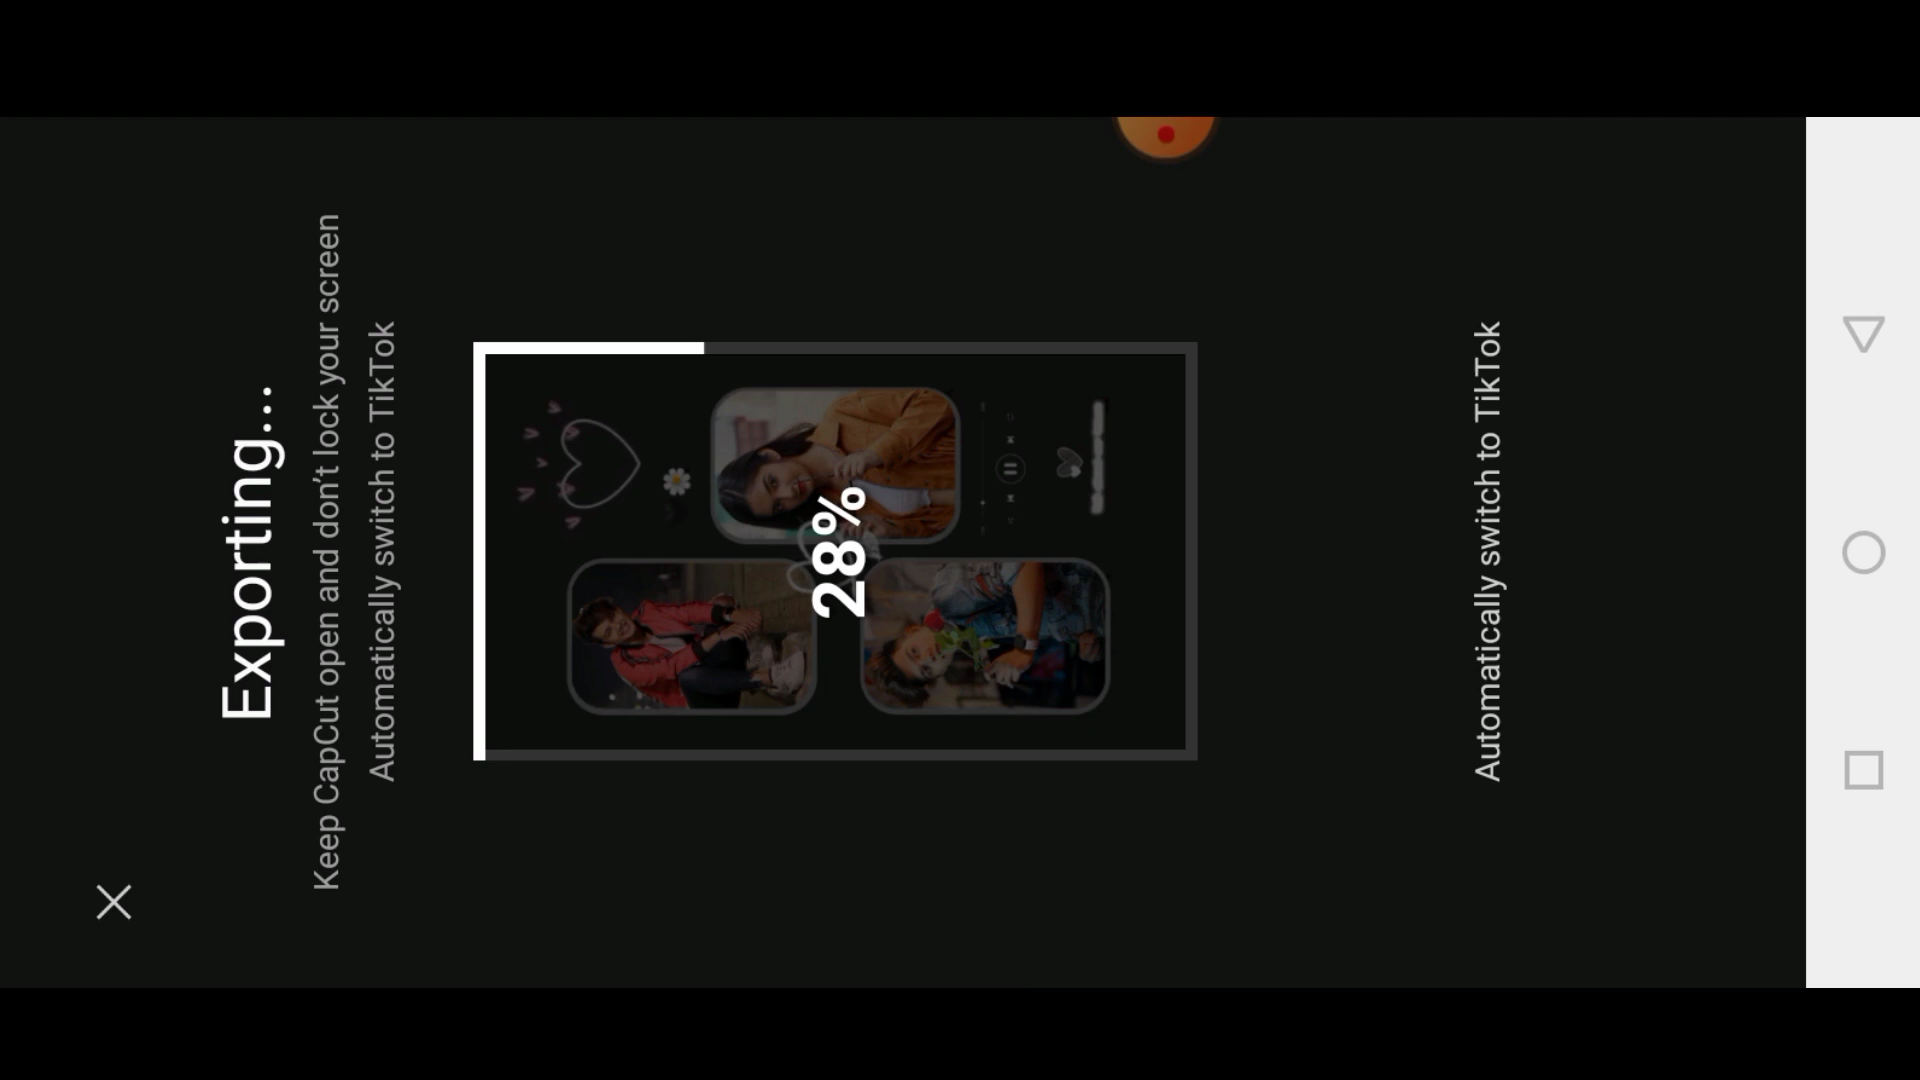 Exporting...
Keep CapCut open and don't lock your screen
Automatically switch to TikTok
28%
Automatically switch to TikTok